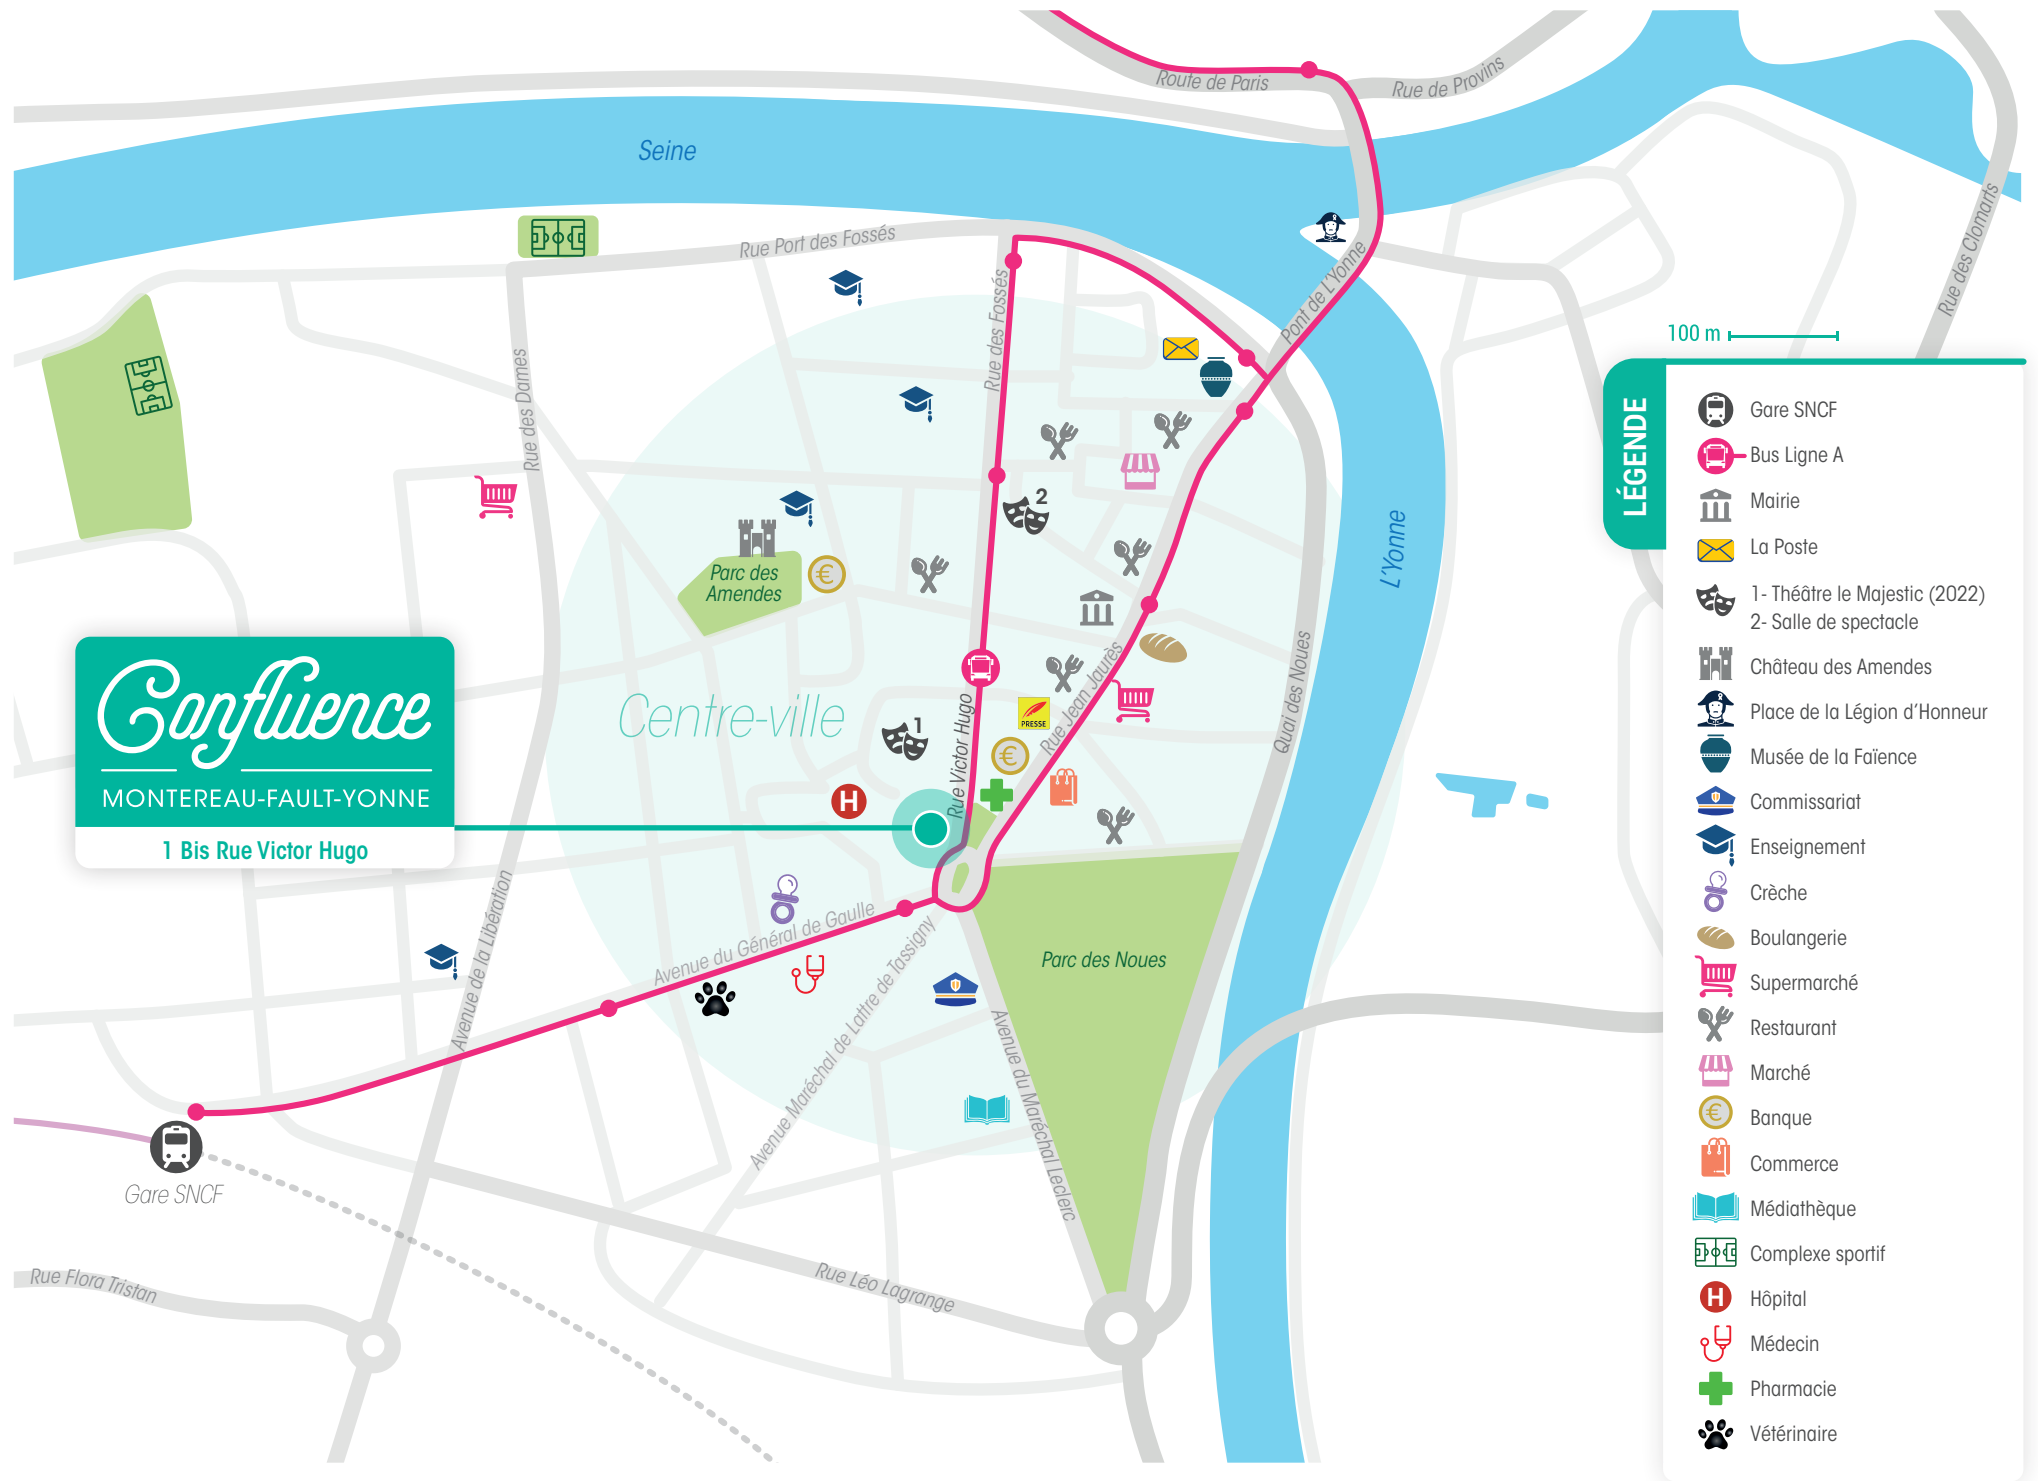 Route de Paris
Rue de Provins
Seine
Rue Port des Fossés
Rue des Fossés
Pont de L'Yonne
Rue des Clomarts
Rue des Dames
2
L'Yonne
Parc des
Amendes
€
Centre-ville
1
Rue Victor Hugo
PRESSE
€
Rue Jean Jaurès
Quai des Noues
H
Confluence
MONTEREAU-FAULT-YONNE
1 Bis Rue Victor Hugo
Avenue de la Libération
Avenue du Général de Gaulle
Avenue Maréchal de Lattre de Tassigny
Parc des Noues
Avenue du Maréchal Leclerc
Gare SNCF
Rue Flora Tristan
Rue Léo Lagrange
100 m
LÉGENDE
Gare SNCF
Bus Ligne A
Mairie
La Poste
1- Théâtre le Majestic (2022)
2- Salle de spectacle
Château des Amendes
Place de la Légion d'Honneur
Musée de la Faïence
Commissariat
Enseignement
Crèche
Boulangerie
Supermarché
Restaurant
Marché
€ Banque
Commerce
Médiathèque
Complexe sportif
H Hôpital
Médecin
Pharmacie
Vétérinaire